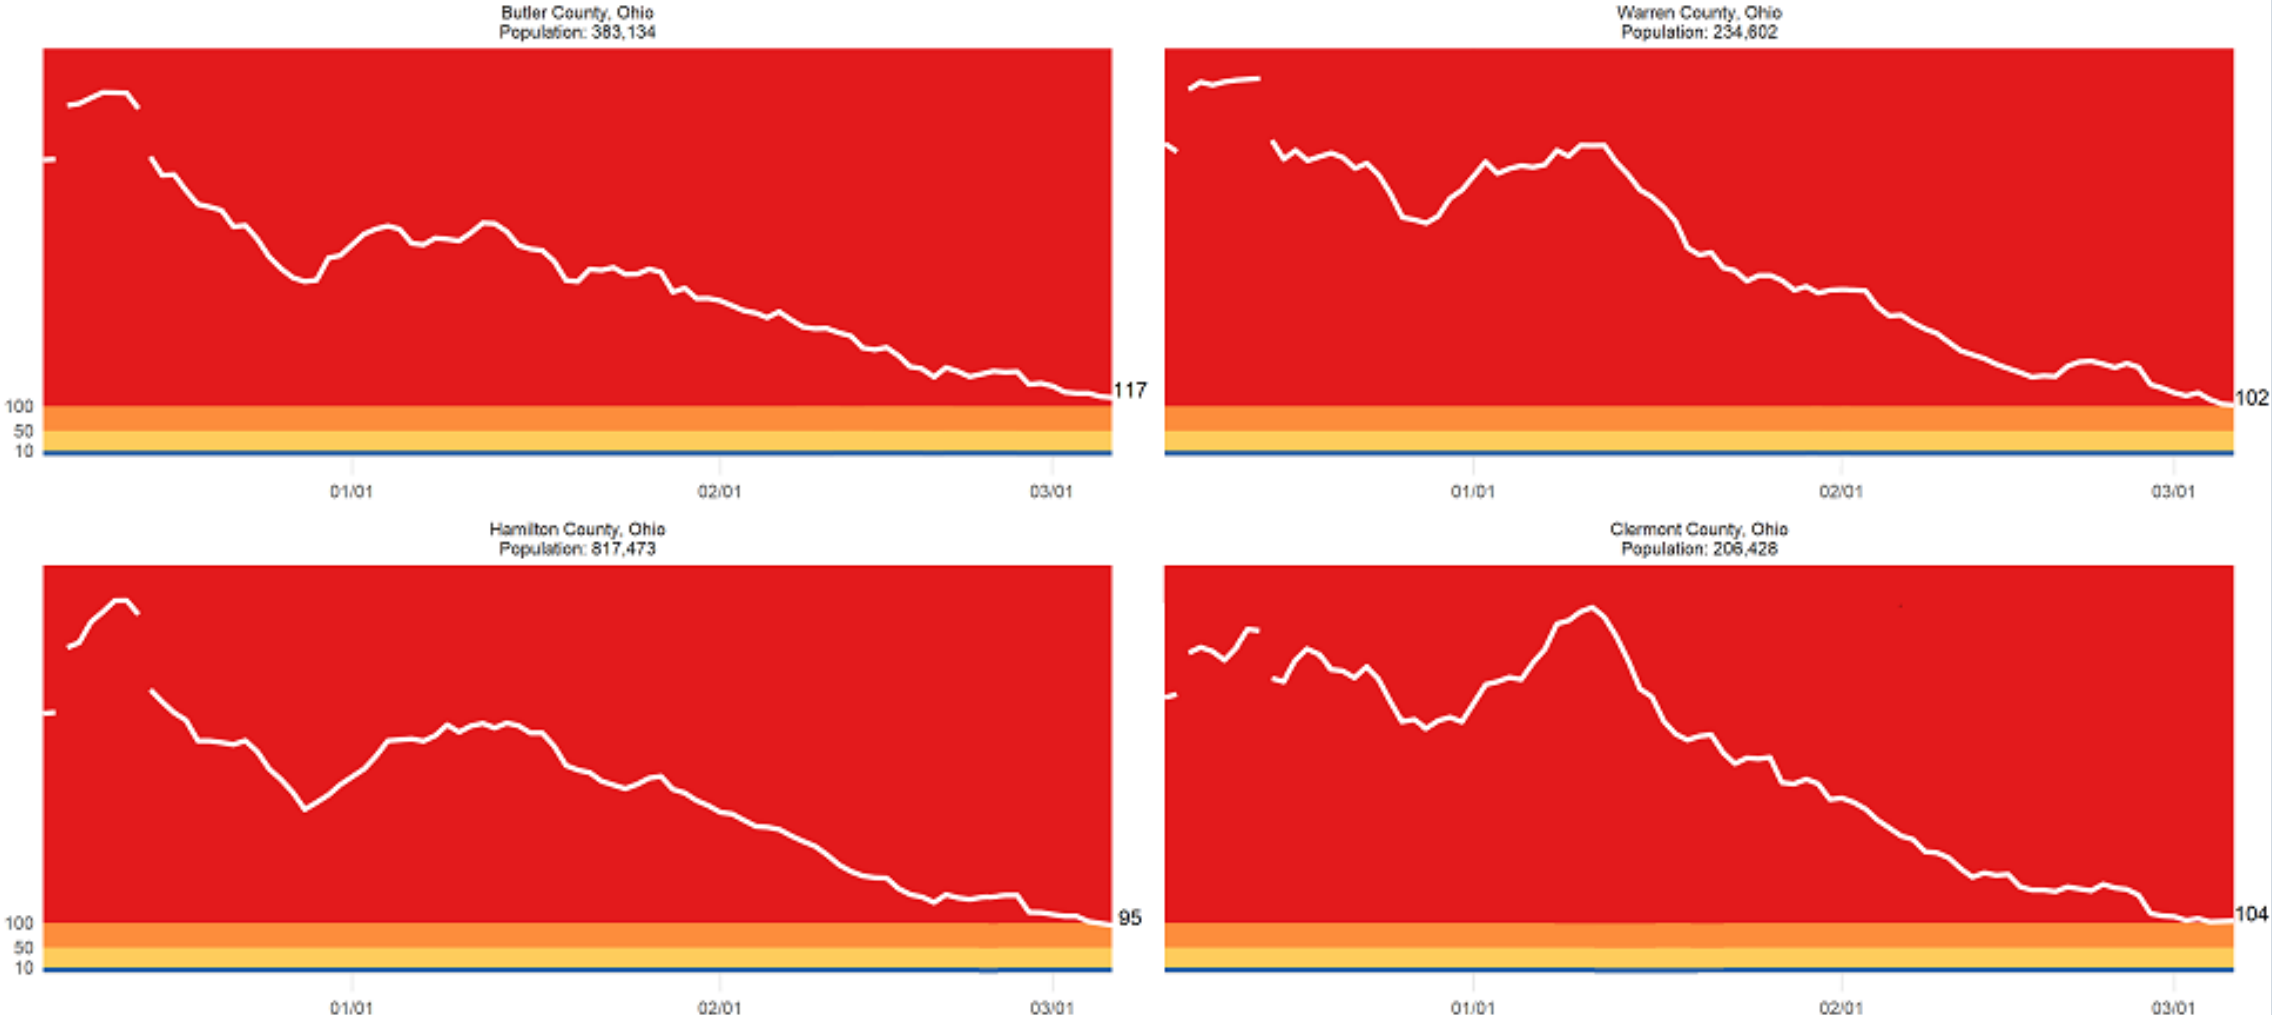 Butler County, Ohio
Population: 383,134
117
100
50
10
01/01 02/01 03/01
Warren County, Ohio
Population: 234,602
102
01/01 02/01 03/01
Hamilton County, Ohio
Population: 817,473
95
100
50
10
01/01 02/01 03/01
Clermont County, Ohio
Population: 206,428
104
01/01 02/01 03/01